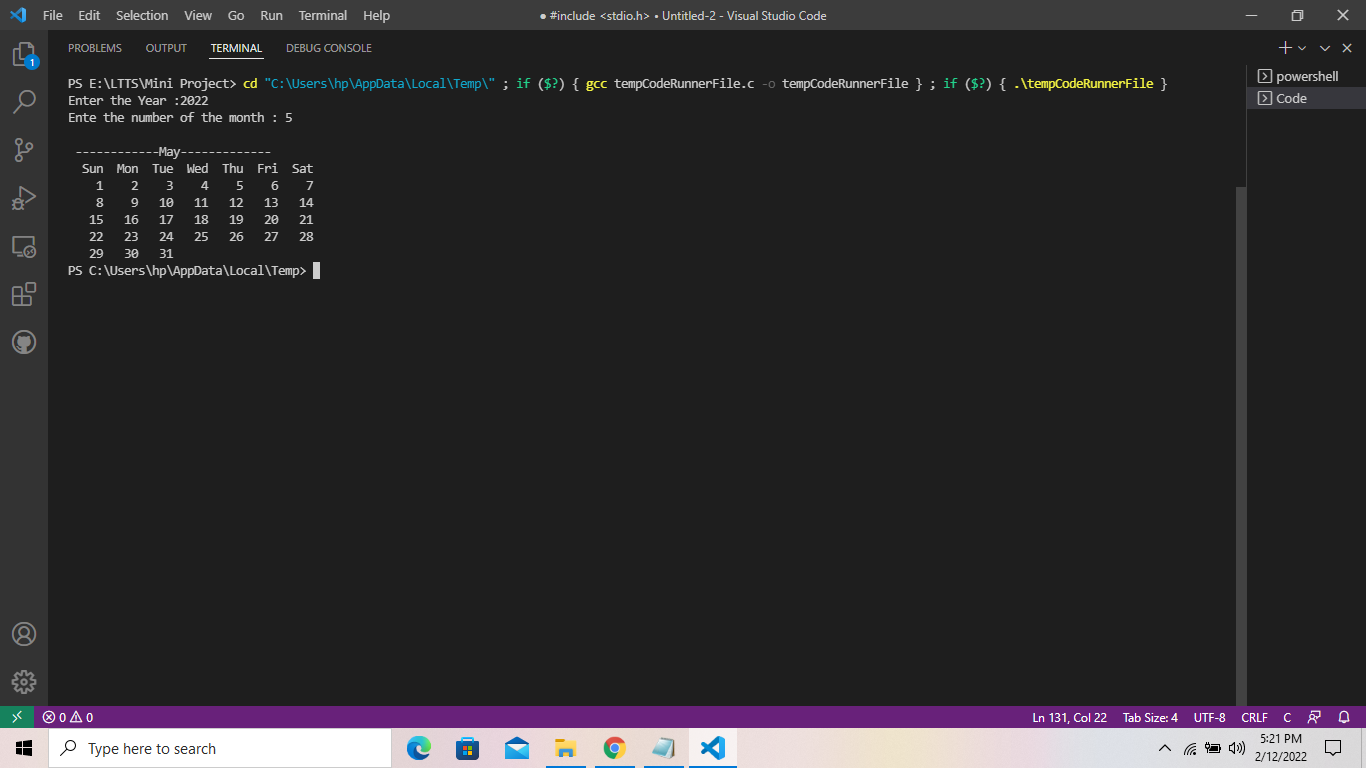 File Edit Selection View Go Run Terminal Help ● #include <stdio.h> • Untitled-2 - Visual Studio Code
PROBLEMS OUTPUT TERMINAL DEBUG CONSOLE
1
PS E:\LTTS\Mini Project> cd "C:\Users\hp\AppData\Local\Temp\" ; if ($?) { gcc tempCodeRunnerFile.c -o tempCodeRunnerFile } ; if ($?) { .\tempCodeRunnerFile }
Enter the Year :2022
Ente the number of the month : 5
------------May-------------
Sun Mon Tue Wed Thu Fri Sat
1 2 3 4 5 6 7
8 9 10 11 12 13 14
15 16 17 18 19 20 21
22 23 24 25 26 27 28
29 30 31
PS C:\Users\hp\AppData\Local\Temp>
powershell
Code
0 0 Ln 131, Col 22 Tab Size: 4 UTF-8 CRLF C
Type here to search
5:21 PM
2/12/2022